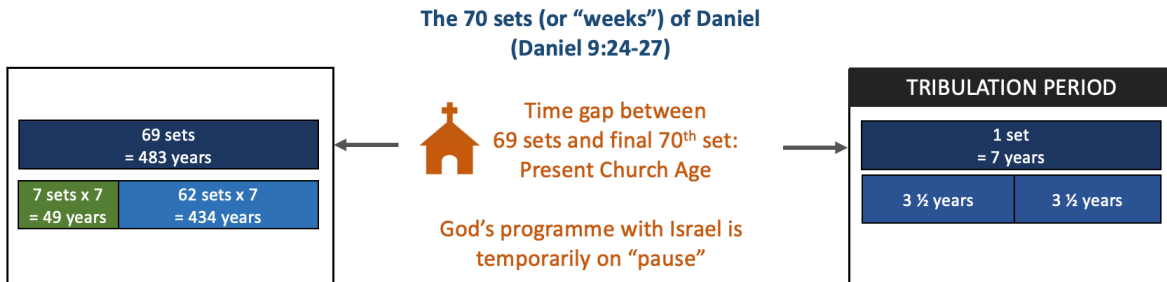 The 70 sets (or “weeks”) of Daniel
(Daniel 9:24-27)
69 sets
= 483 years
7 sets x 7
= 49 years
62 sets x 7
= 434 years
Time gap between
69 sets and final 70th set:
Present Church Age
God’s programme with Israel is
temporarily on “pause”
TRIBULATION PERIOD
1 set
= 7 years
3 ½ years
3 ½ years